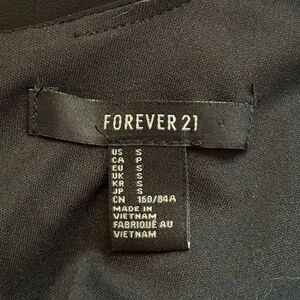 FOREVER 21
US S
CA P
EU S
UK S
KR S
JP S
CN 160/84A
MADE IN
VIETNAM
FABRIQUÉ AU
VIETNAM